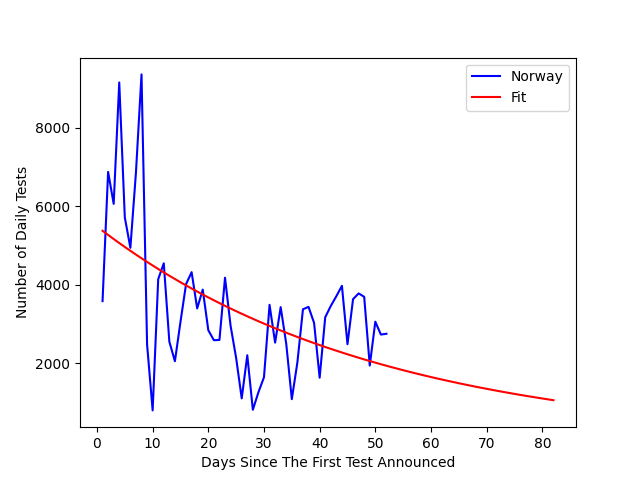 Norway
Fit
8000
6000
4000
2000
Number of Daily Tests
0 10 20 30 40 50 60 70 80
Days Since The First Test Announced